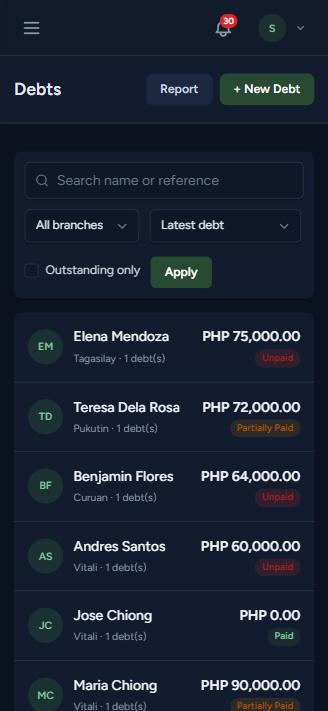 30
S
Debts
Report
+ New Debt
Search name or reference
All branches
Latest debt
Outstanding only
Apply
EM
Elena Mendoza
PHP 75,000.00
Tagasilay · 1 debt(s)
Unpaid
TD
Teresa Dela Rosa
PHP 72,000.00
Pukutin · 1 debt(s)
Partially Paid
BF
Benjamin Flores
PHP 64,000.00
Curuan · 1 debt(s)
Unpaid
AS
Andres Santos
PHP 60,000.00
Vitali · 1 debt(s)
Unpaid
JC
Jose Chiong
PHP 0.00
Vitali · 1 debt(s)
Paid
MC
Maria Chiong
PHP 90,000.00
Vitali · 1 debt(s)
Partially Paid